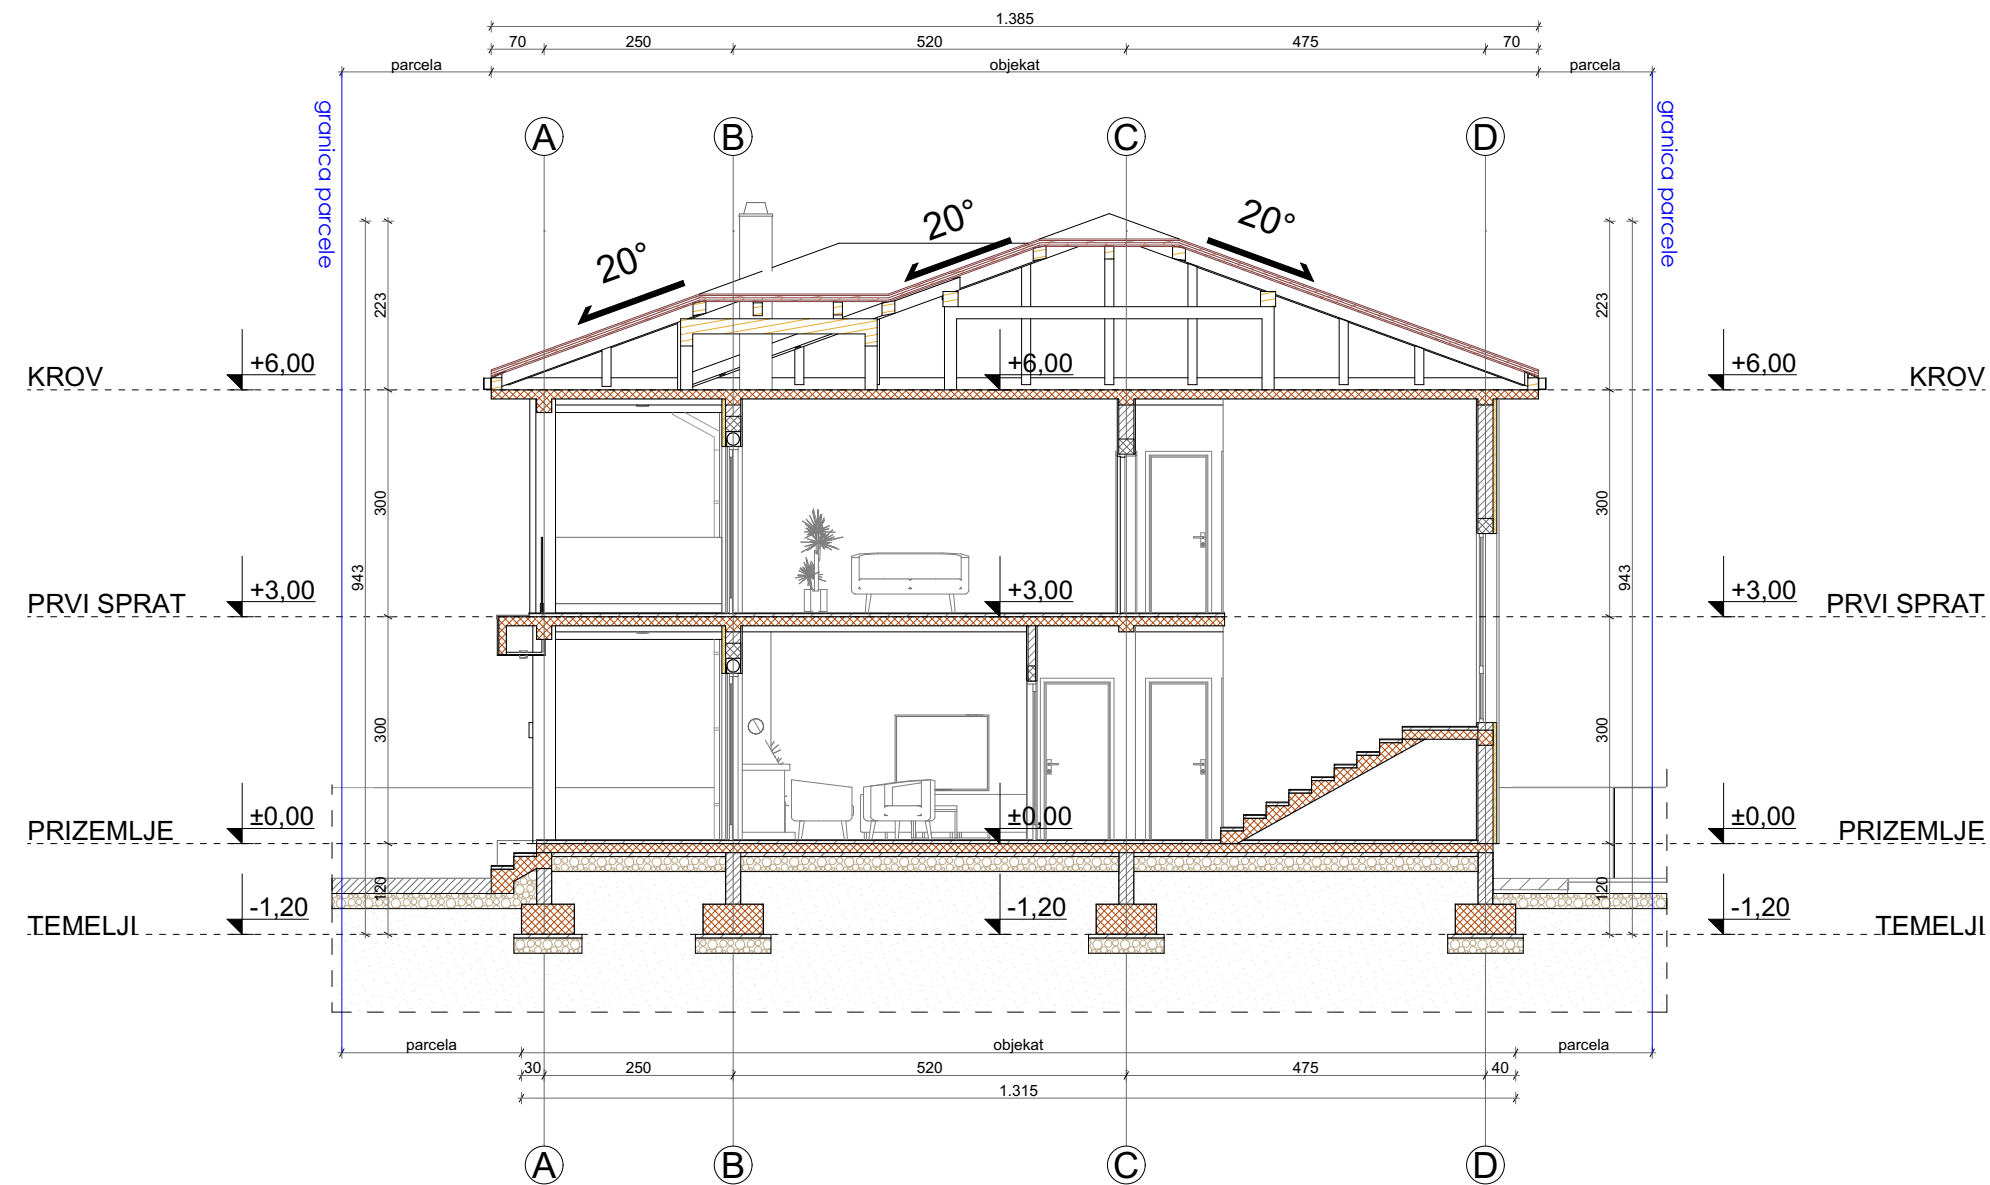 1.385
70 250 520 475 70
parcela objekat parcela
granica parcele granica parcele
A B C D
20° 20° 20°
223 223
KROV +6,00 +6,00 +6,00 KROV
300 300
943 943
PRVI SPRAT +3,00 +3,00 +3,00 PRVI SPRAT
300 300
PRIZEMLJE ±0,00 ±0,00 ±0,00 PRIZEMLJE
120 120
TEMELJI -1,20 -1,20 -1,20 TEMELJI
parcela objekat parcela
30 250 520 475 40
1.315
A B C D